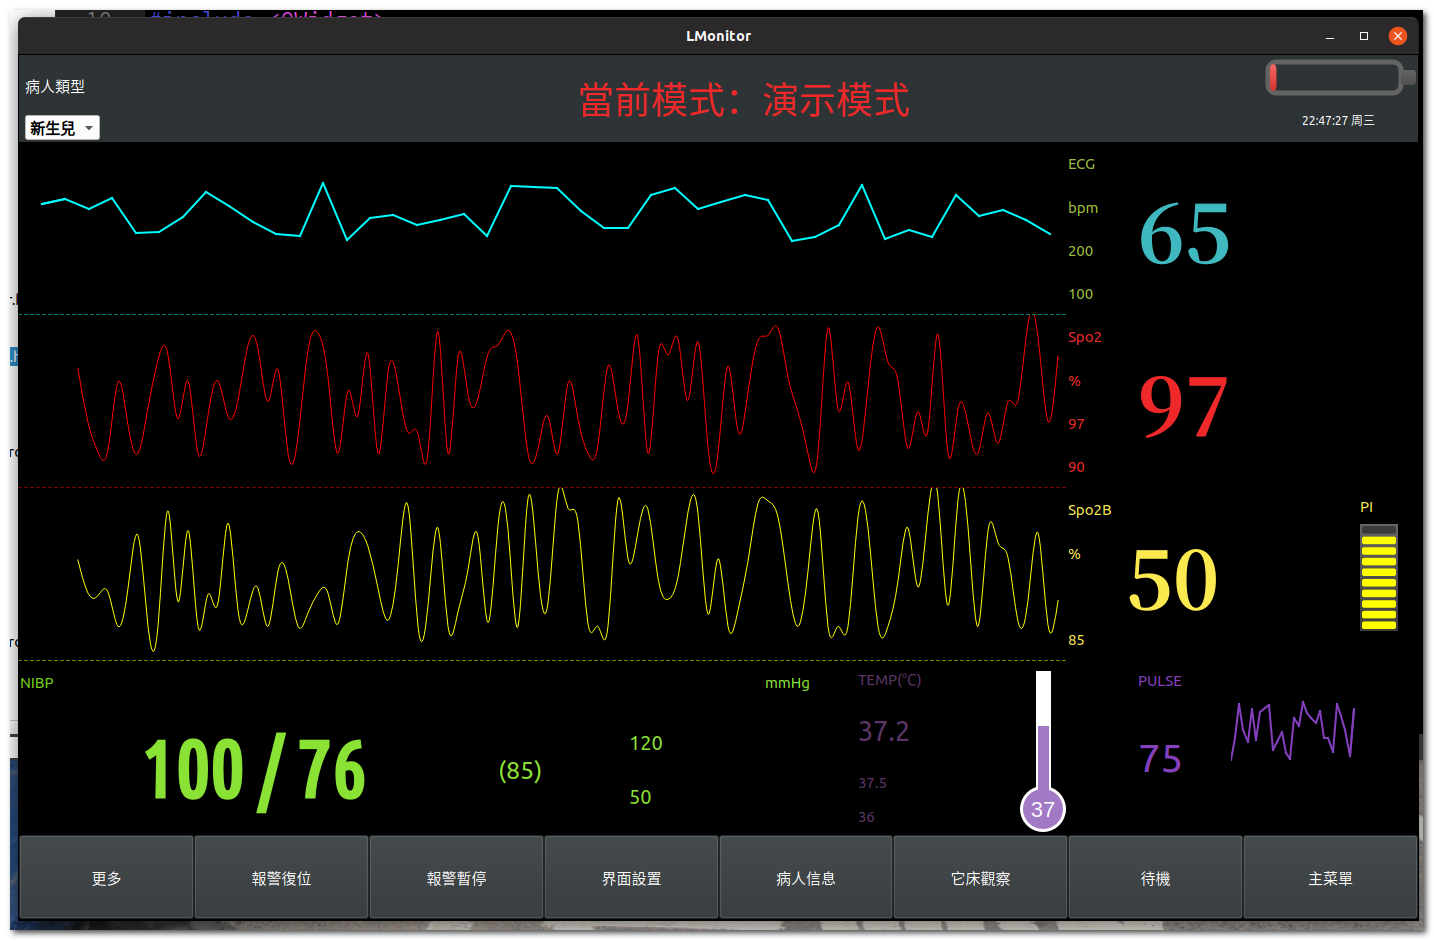 #include <QWidget>
LMonitor
病人類型
新生兒
當前模式：演示模式
22:47:27 周三
ECG
bpm
200
100
65
Spo2
%
97
90
97
Spo2B
%
85
50
PI
NIBP
mmHg
100 / 76
(85)
120
50
TEMP(℃)
37.2
37.5
36
37
PULSE
75
更多
報警復位
報警暫停
界面設置
病人信息
它床觀察
待機
主菜單